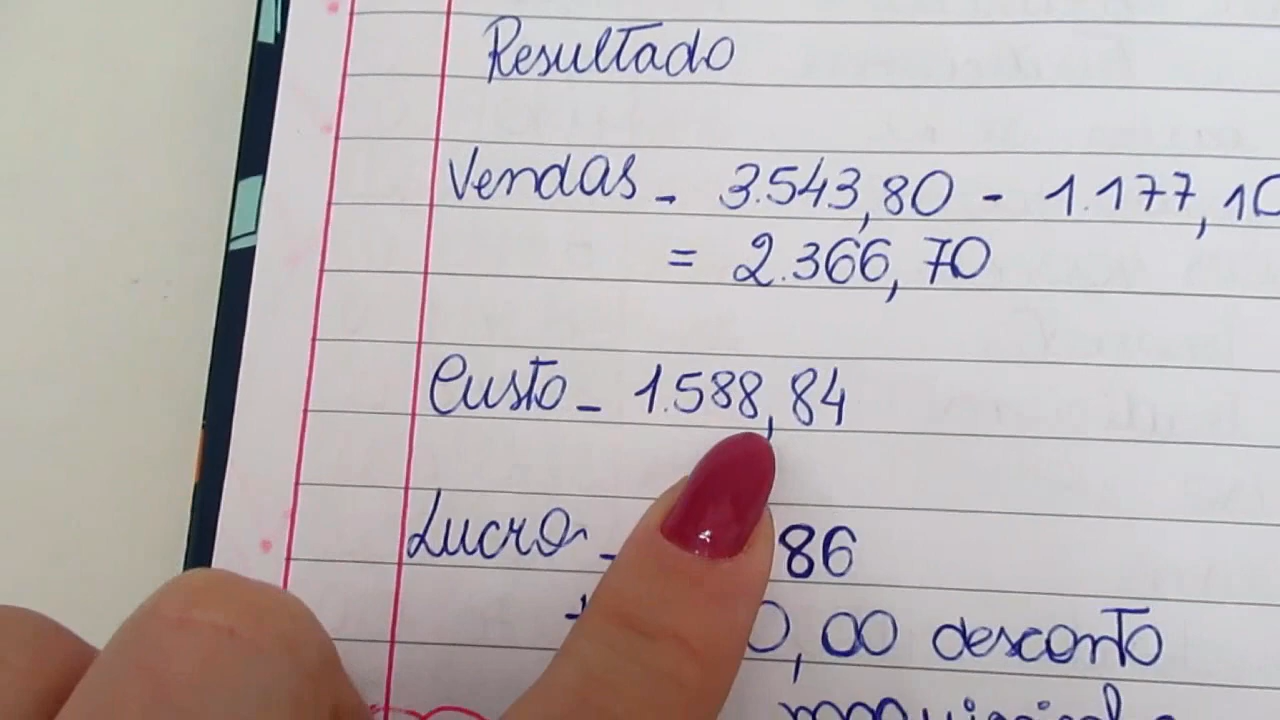 Resultado
Vendas - 3.543,80 - 1.177,10
= 2.366,70
Custo - 1.588,84
Lucro - 86
0,00 desconto